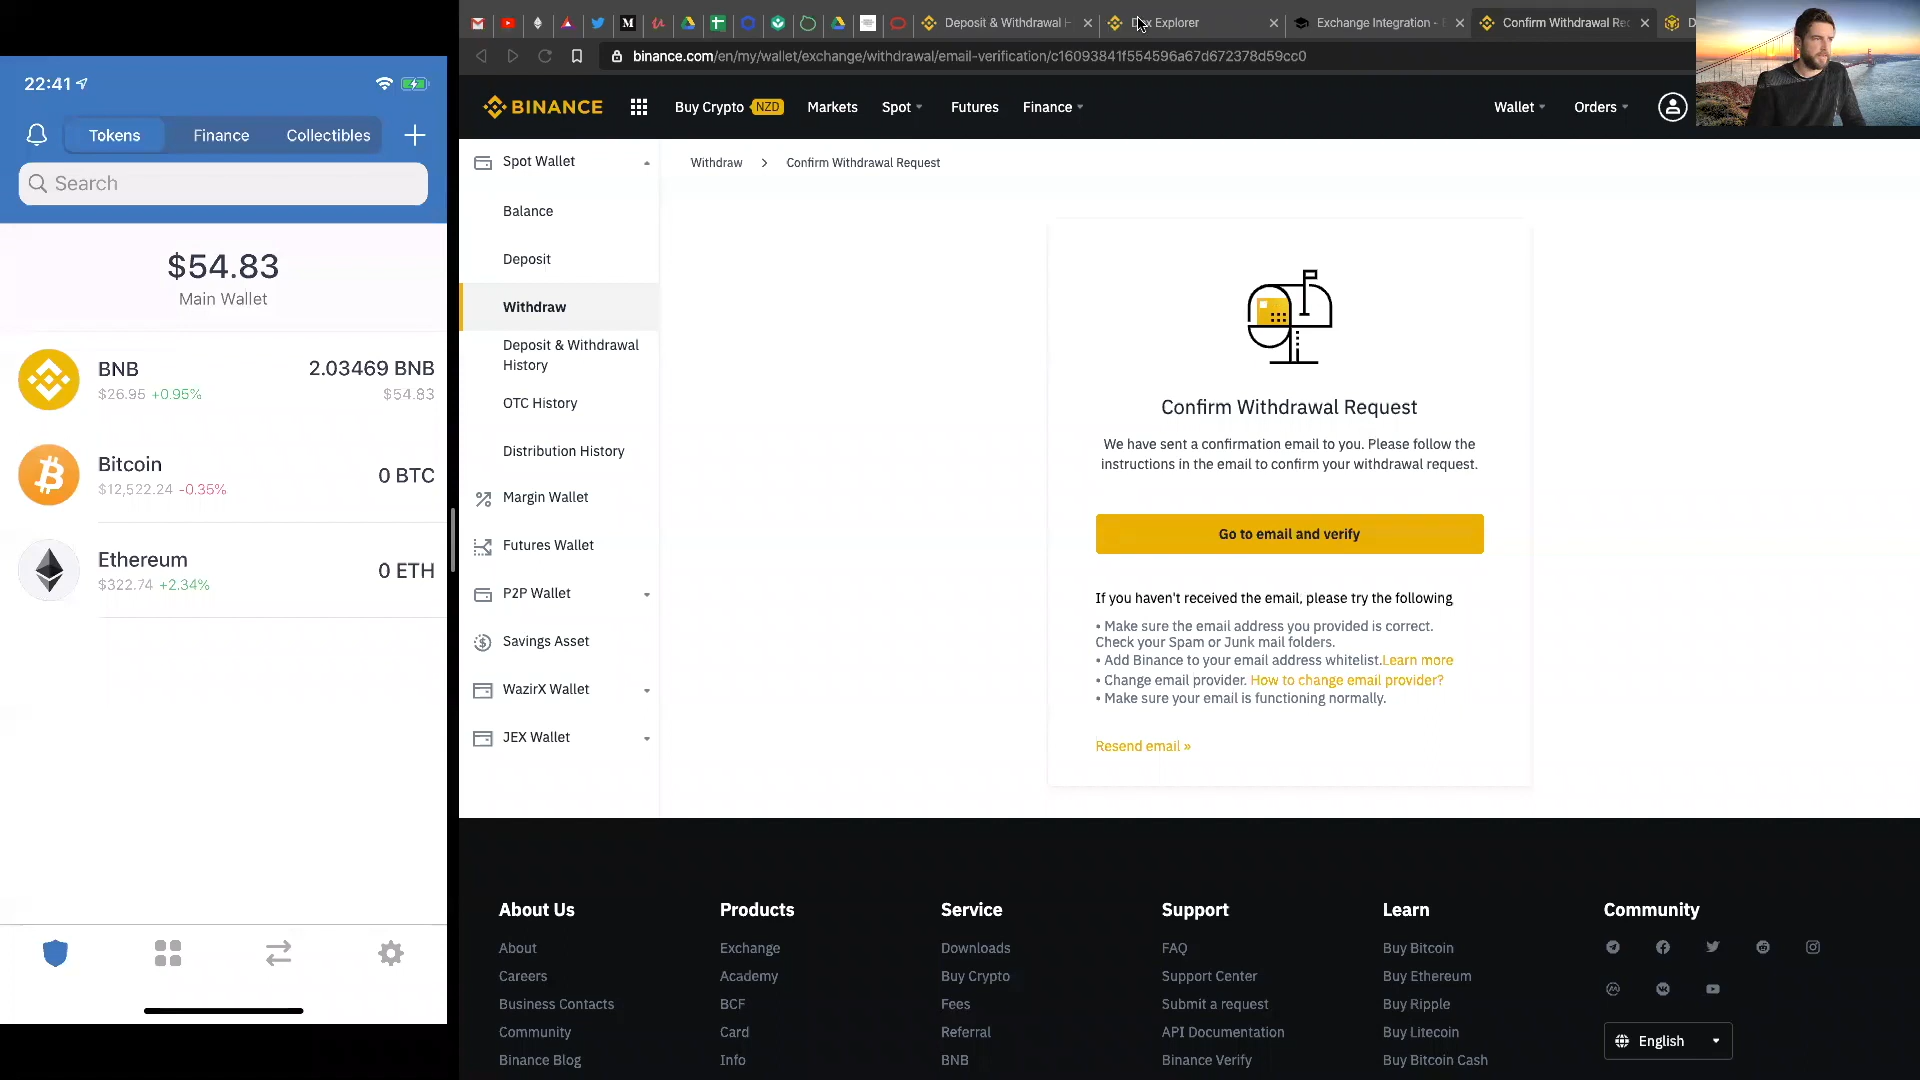 22:41
Tokens
Finance
Collectibles
Search
$54.83
Main Wallet
BNB
2.03469 BNB
$26.95 +0.95%
$54.83
Bitcoin
0 BTC
$12,522.24 -0.35%
Ethereum
0 ETH
$322.74 +2.34%
Deposit & Withdrawal H
Explorer
Exchange Integration -
Confirm Withdrawal Req
binance.com/en/my/wallet/exchange/withdrawal/email-verification/c16093841f554596a67d672378d59cc0
BINANCE
Buy Crypto NZD
Markets
Spot
Futures
Finance
Wallet
Orders
Spot Wallet
Balance
Deposit
Withdraw
Deposit & Withdrawal
History
OTC History
Distribution History
Margin Wallet
Futures Wallet
P2P Wallet
Savings Asset
WazirX Wallet
JEX Wallet
Withdraw > Confirm Withdrawal Request
Confirm Withdrawal Request
We have sent a confirmation email to you. Please follow the
instructions in the email to confirm your withdrawal request.
Go to email and verify
If you haven't received the email, please try the following
• Make sure the email address you provided is correct.
Check your Spam or Junk mail folders.
• Add Binance to your email address whitelist.Learn more
• Change email provider. How to change email provider?
• Make sure your email is functioning normally.
Resend email »
About Us
About
Careers
Business Contacts
Community
Binance Blog
Products
Exchange
Academy
BCF
Card
Info
Service
Downloads
Buy Crypto
Fees
Referral
BNB
Support
FAQ
Support Center
Submit a request
API Documentation
Binance Verify
Learn
Buy Bitcoin
Buy Ethereum
Buy Ripple
Buy Litecoin
Buy Bitcoin Cash
Community
English